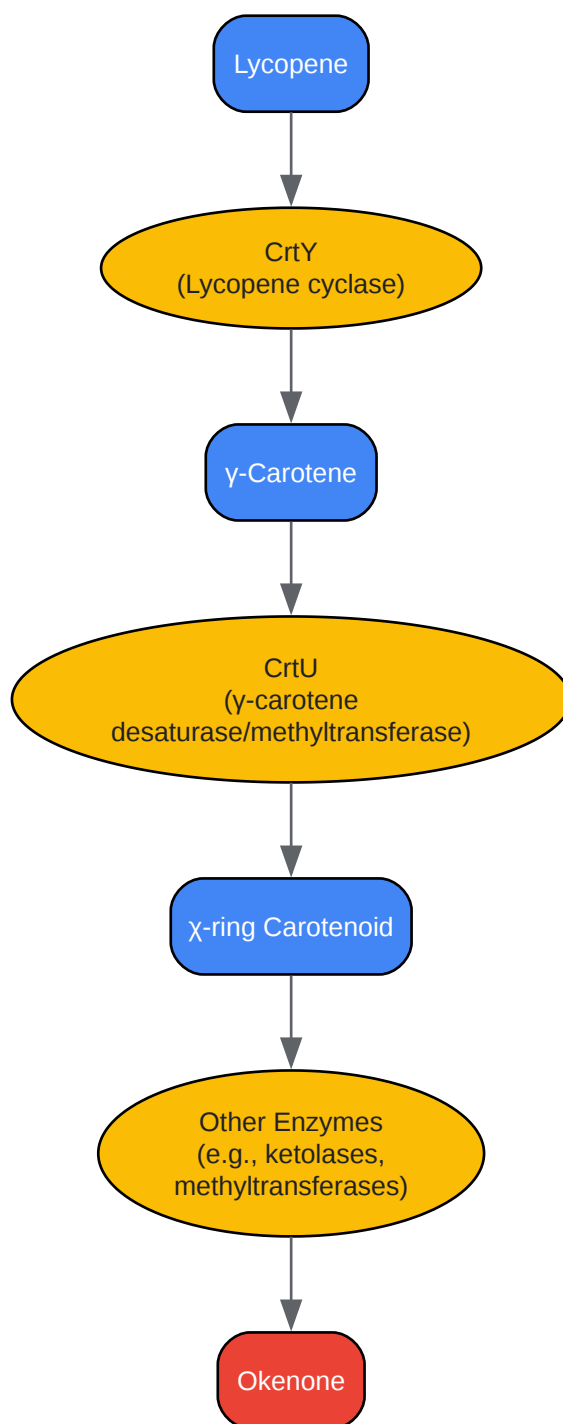 Lycopene
CrtY
(Lycopene cyclase)
γ-Carotene
CrtU
(γ-carotene
desaturase/methyltransferase)
χ-ring Carotenoid
Other Enzymes
(e.g., ketolases,
methyltransferases)
Okenone